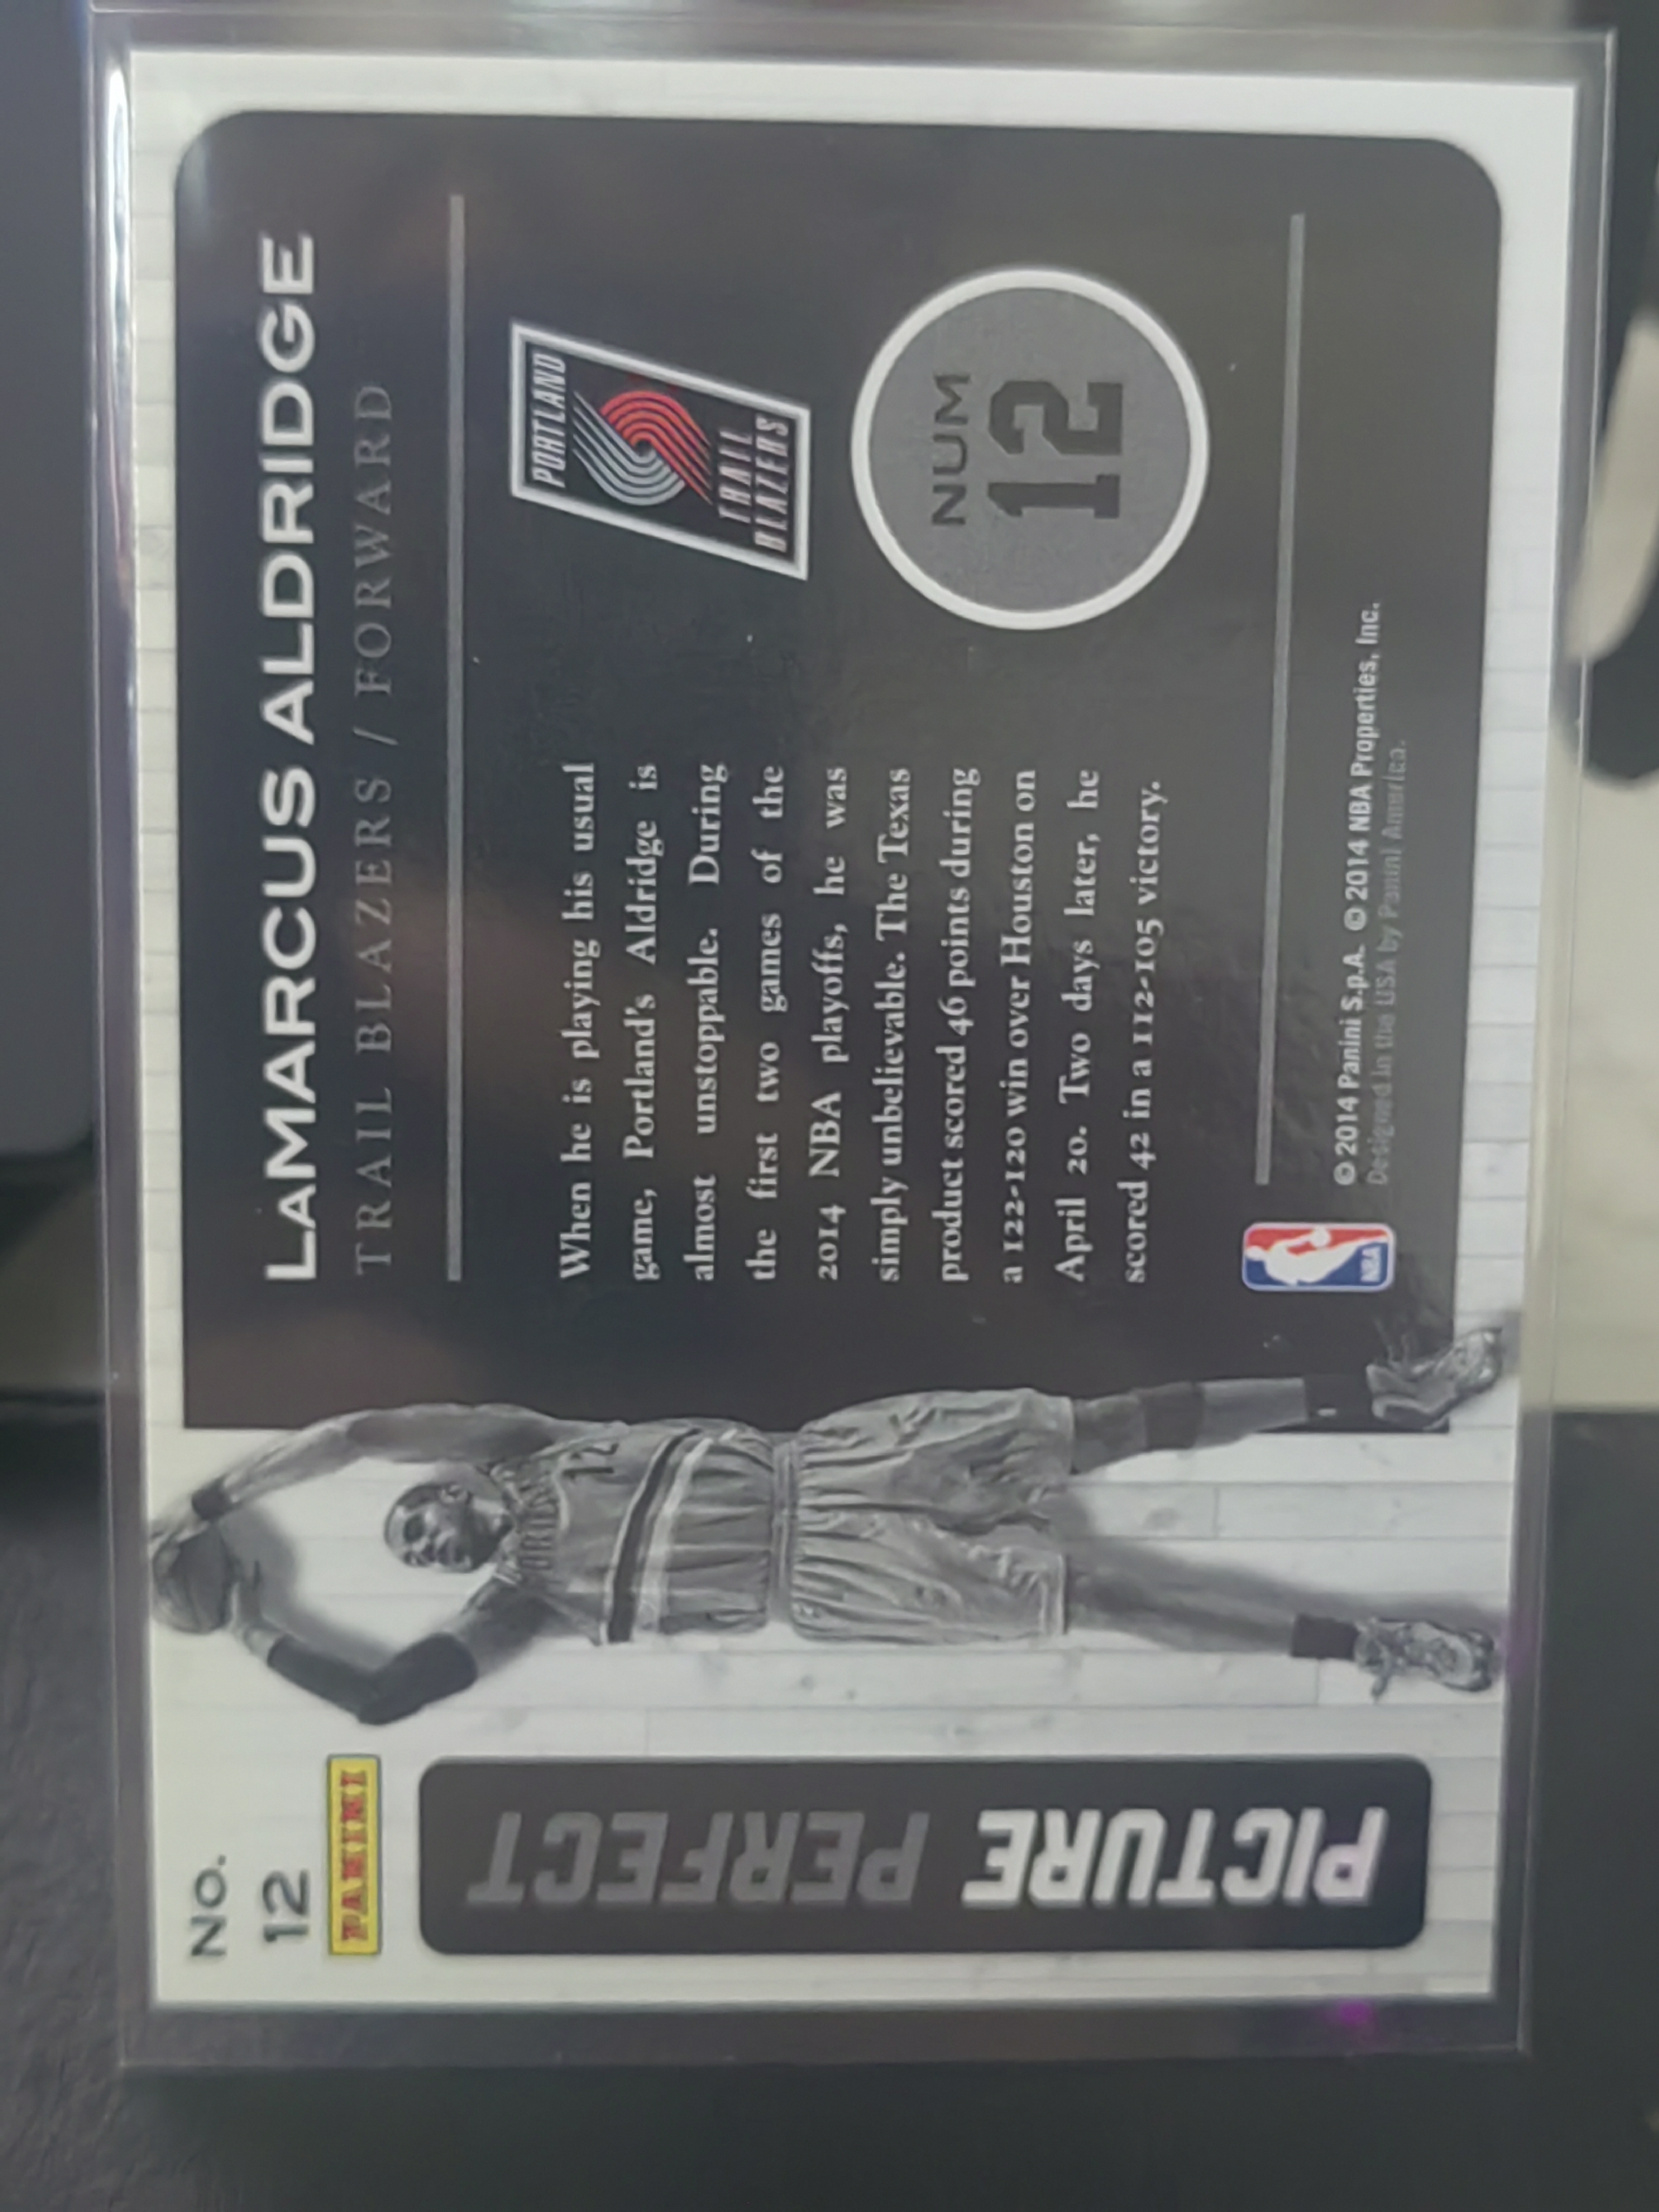 No.
12
PANINI
PICTURE PERFECT
LAMARCUS ALDRIDGE
TRAIL BLAZERS / FORWARD
When he is playing his usual
game, Portland's Aldridge is
almost unstoppable. During
the first two games of the
2014 NBA playoffs, he was
simply unbelievable. The Texas
product scored 46 points during
a 122-120 win over Houston on
April 20. Two days later, he
scored 42 in a 112-105 victory.
PORTLAND
TRAIL
BLAZERS
NUM
12
NBA
© 2014 Panini S.p.A. © 2014 NBA Properties, Inc.
Designed in the USA by Panini America.
PORTLAND
12